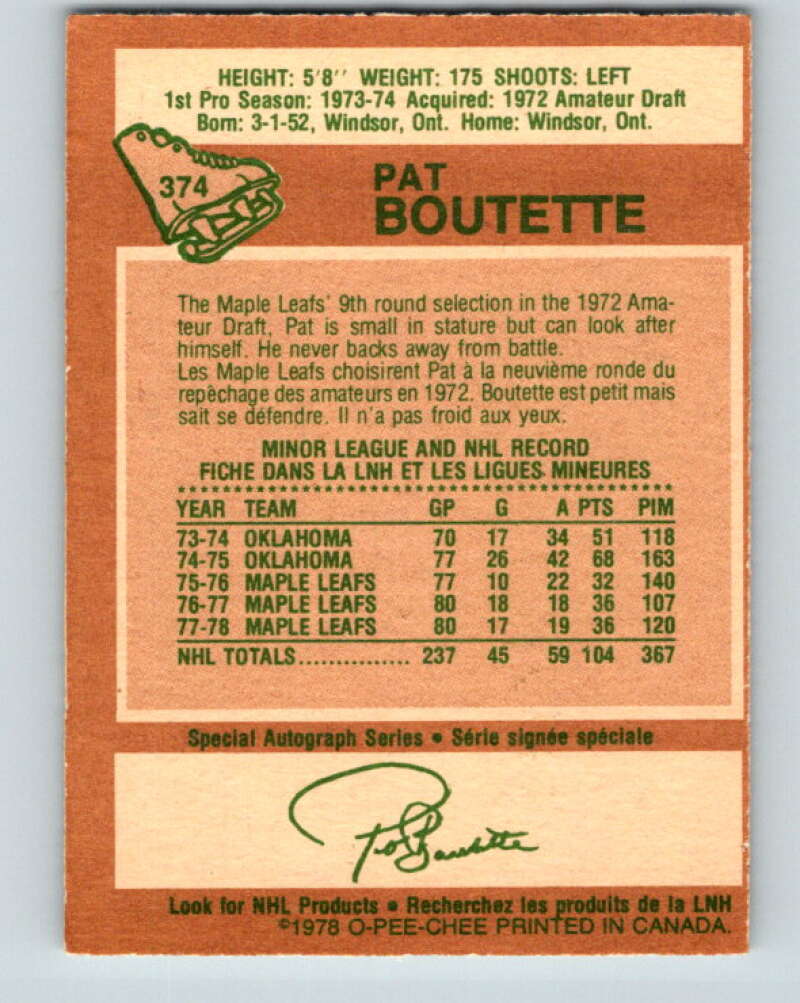 HEIGHT: 5'8'' WEIGHT: 175 SHOOTS: LEFT
1st Pro Season: 1973-74 Acquired: 1972 Amateur Draft
Born: 3-1-52, Windsor, Ont. Home: Windsor, Ont.
374
PAT
BOUTETTE
The Maple Leafs' 9th round selection in the 1972 Ama-
teur Draft, Pat is small in stature but can look after
himself. He never backs away from battle.
Les Maple Leafs choisirent Pat à la neuvième ronde du
repêchage des amateurs en 1972. Boutette est petit mais
sait se défendre. Il n'a pas froid aux yeux.
MINOR LEAGUE AND NHL RECORD
FICHE DANS LA LNH ET LES LIGUES MINEURES
YEAR TEAM GP G A PTS PIM
73-74 OKLAHOMA 70 17 34 51 118
74-75 OKLAHOMA 77 26 42 68 163
75-76 MAPLE LEAFS 77 10 22 32 140
76-77 MAPLE LEAFS 80 18 18 36 107
77-78 MAPLE LEAFS 80 17 19 36 120
NHL TOTALS............... 237 45 59 104 367
Special Autograph Series • Série signée spéciale
Pat Boutette
Look for NHL Products • Recherchez les produits de la LNH
©1978 O-PEE-CHEE PRINTED IN CANADA.